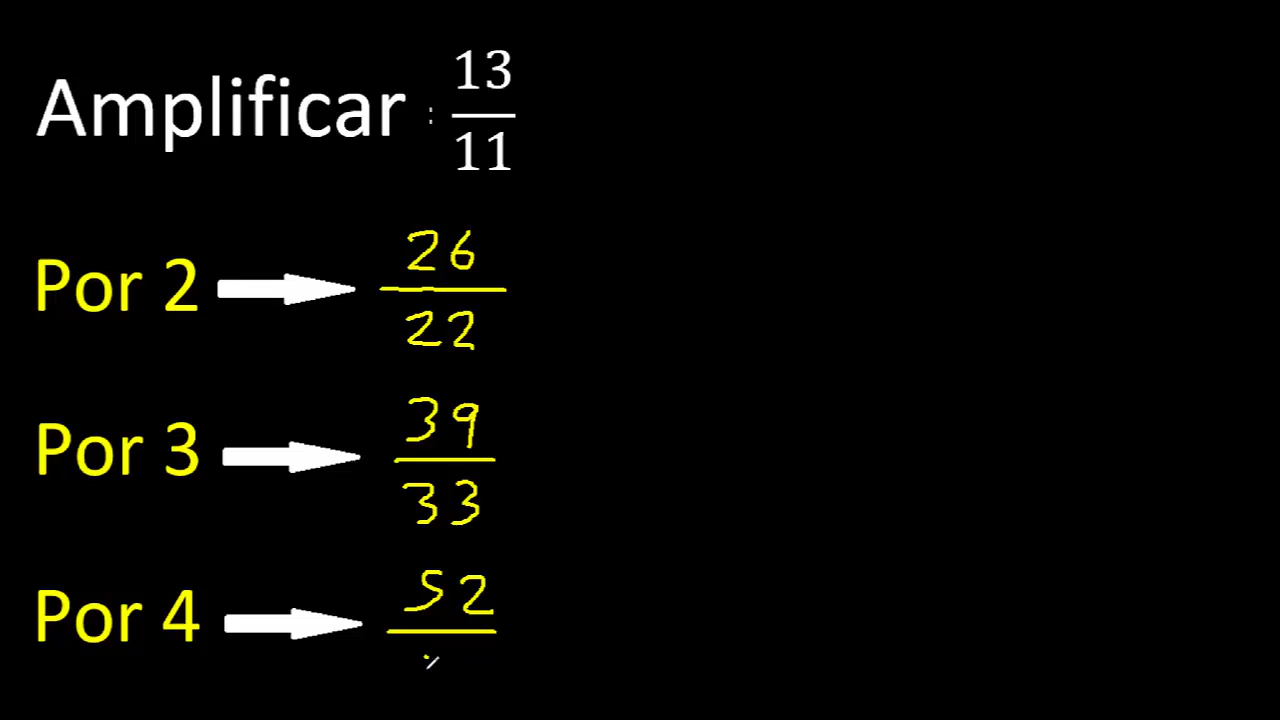 Amplificar : 13/11
Por 2 → 26/22
Por 3 → 39/33
Por 4 → 52/